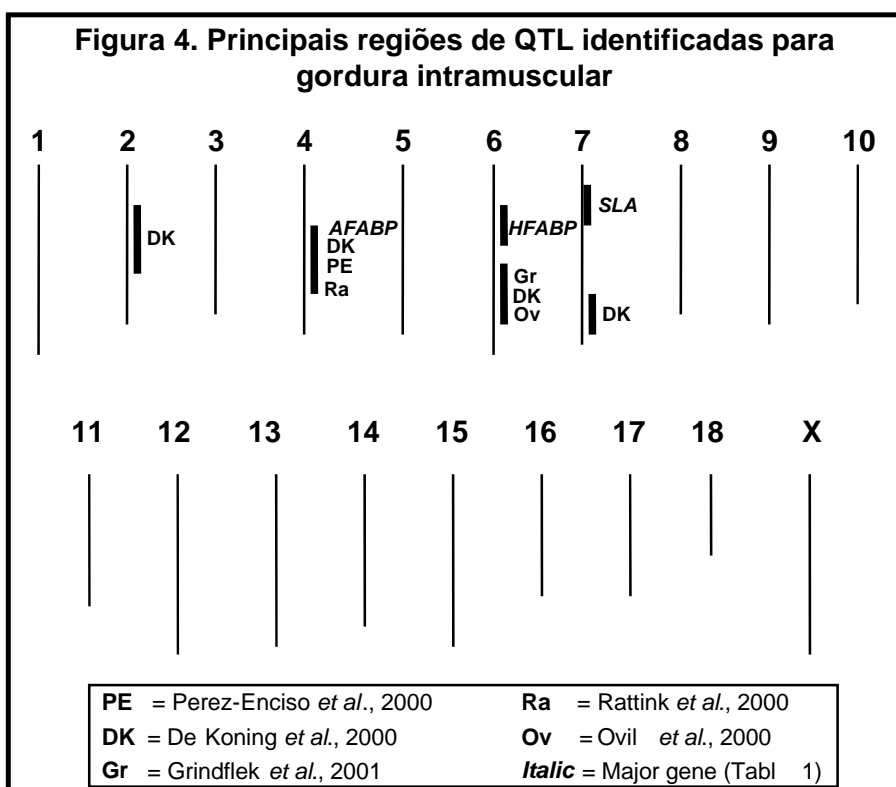 Figura 4. Principais regiões de QTL identificadas para
gordura intramuscular
1 2 3 4 5 6 7 8 9 10
SLA
AFABP HFABP
DK DK
PE Gr
Ra DK DK
Ov
11 12 13 14 15 16 17 18 X
PE = Perez-Enciso et al., 2000 Ra = Rattink et al., 2000
DK = De Koning et al., 2000 Ov = Ovil et al., 2000
Gr = Grindflek et al., 2001 Italic = Major gene (Tabl 1)